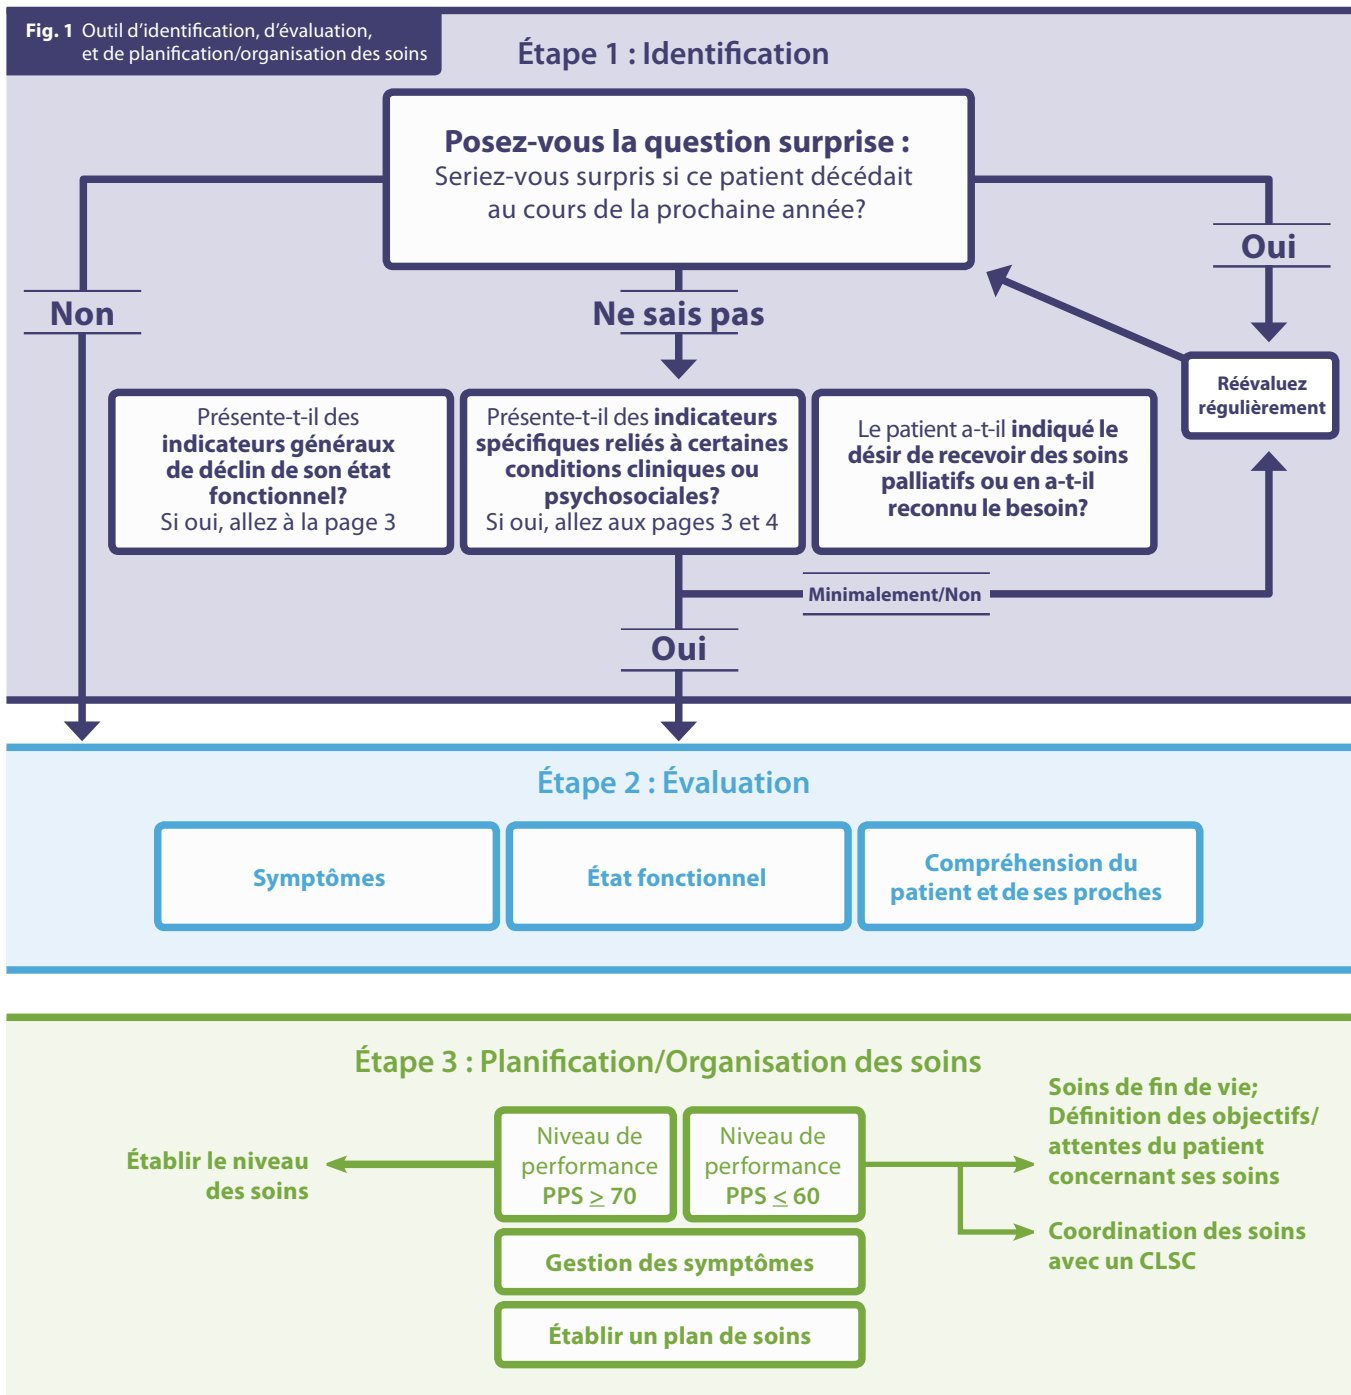 Fig. 1 Outil d'identification, d'évaluation,
et de planification/organisation des soins
Étape 1 : Identification
Posez-vous la question surprise :
Seriez-vous surpris si ce patient décédait
au cours de la prochaine année?
Non
Ne sais pas
Oui
Réévaluez
régulièrement
Présente-t-il des
indicateurs généraux
de déclin de son état
fonctionnel?
Si oui, allez à la page 3
Présente-t-il des indicateurs
spécifiques reliés à certaines
conditions cliniques ou
psychosociales?
Si oui, allez aux pages 3 et 4
Le patient a-t-il indiqué le
désir de recevoir des soins
palliatifs ou en a-t-il
reconnu le besoin?
Minimalement/Non
Oui
Étape 2 : Évaluation
Symptômes
État fonctionnel
Compréhension du
patient et de ses proches
Étape 3 : Planification/Organisation des soins
Établir le niveau
des soins
Niveau de
performance
PPS ≥ 70
Niveau de
performance
PPS ≤ 60
Soins de fin de vie;
Définition des objectifs/
attentes du patient
concernant ses soins
Coordination des soins
avec un CLSC
Gestion des symptômes
Établir un plan de soins